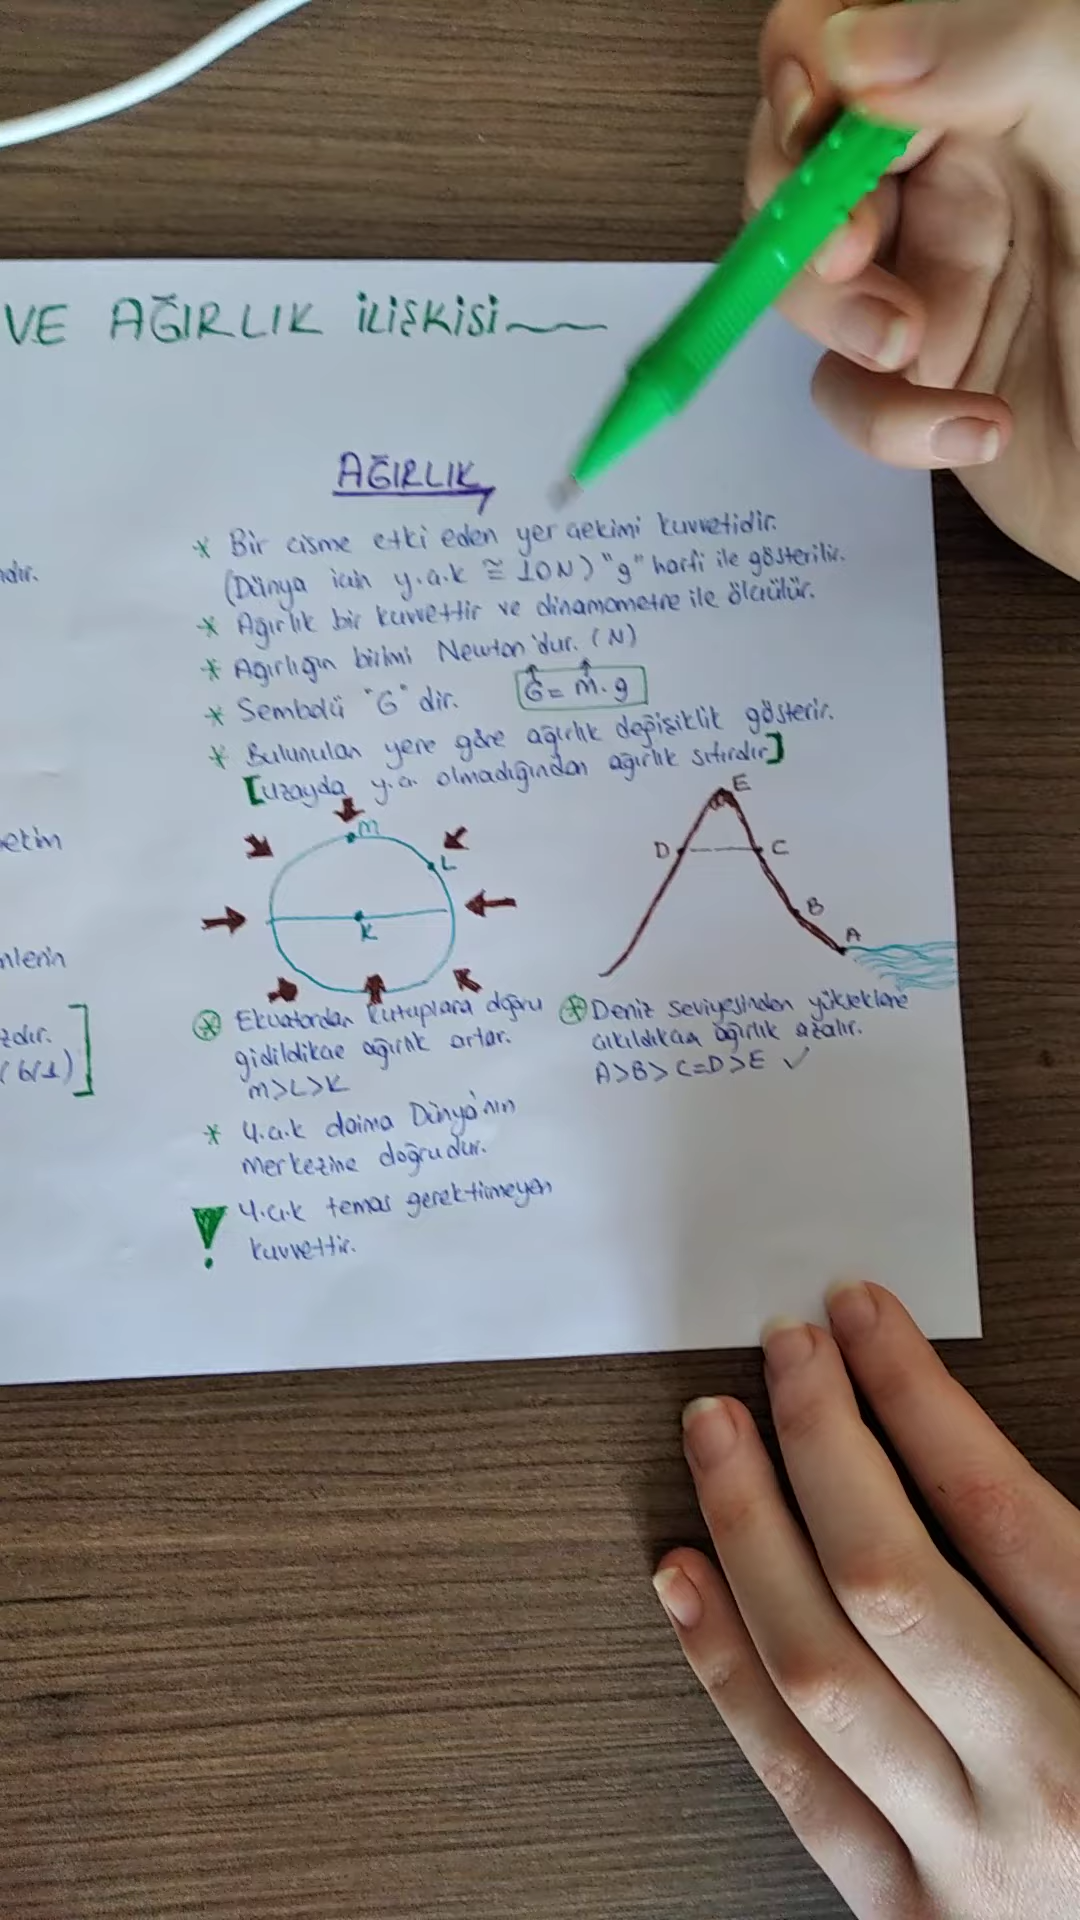 VE AĞIRLIK İLİŞKİSİ
AĞIRLIK
* Bir cisme etki eden yer çekimi kuvvetidir.
(Dünya için y.ç.k ≅ 10N) "g" harfi ile gösterilir.
* Ağırlık bir kuvvettir ve dinamometre ile ölçülür.
* Ağırlığın birimi Newton'dur. (N)
* Sembolü "G" dir. G = m.g
* Bulunulan yere göre ağırlık değişiklik gösterir.
[Uzayda y.ç. olmadığından ağırlık sıfırdır]
M
L
K
E
D
C
B
A
* Ekvatordan kutuplara doğru
gidildikçe ağırlık artar.
M>L>K
* Y.ç.k daima Dünya'nın
merkezine doğrudur.
! Y.ç.k temas gerektirmeyen
kuvvettir.
* Deniz seviyesinden yükseklere
çıkıldıkça ağırlık azalır.
A>B>C=D>E ✓
ndır.
etim
nlerin
zdır.
(6/1)]